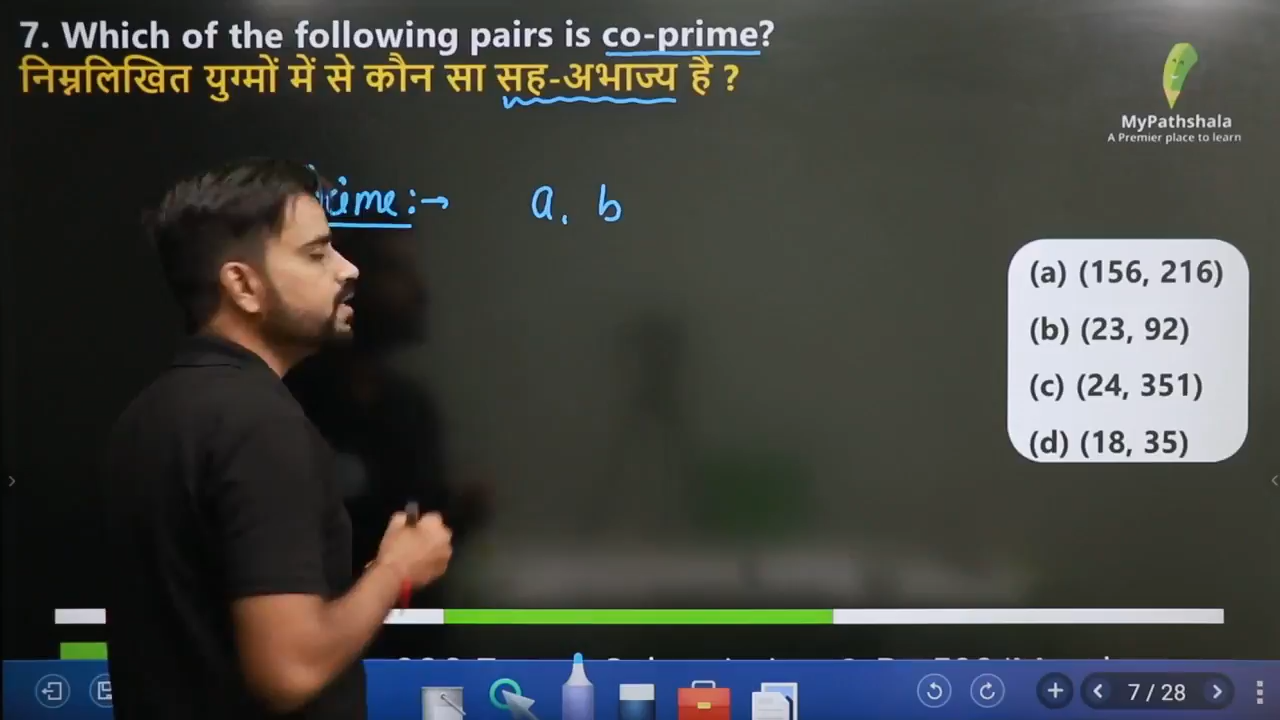 7. Which of the following pairs is co-prime?
निम्नलिखित युग्मों में से कौन सा सह-अभाज्य है ?
MyPathshala
A Premier place to learn
:→ a, b
(a) (156, 216)
(b) (23, 92)
(c) (24, 351)
(d) (18, 35)
7 / 28